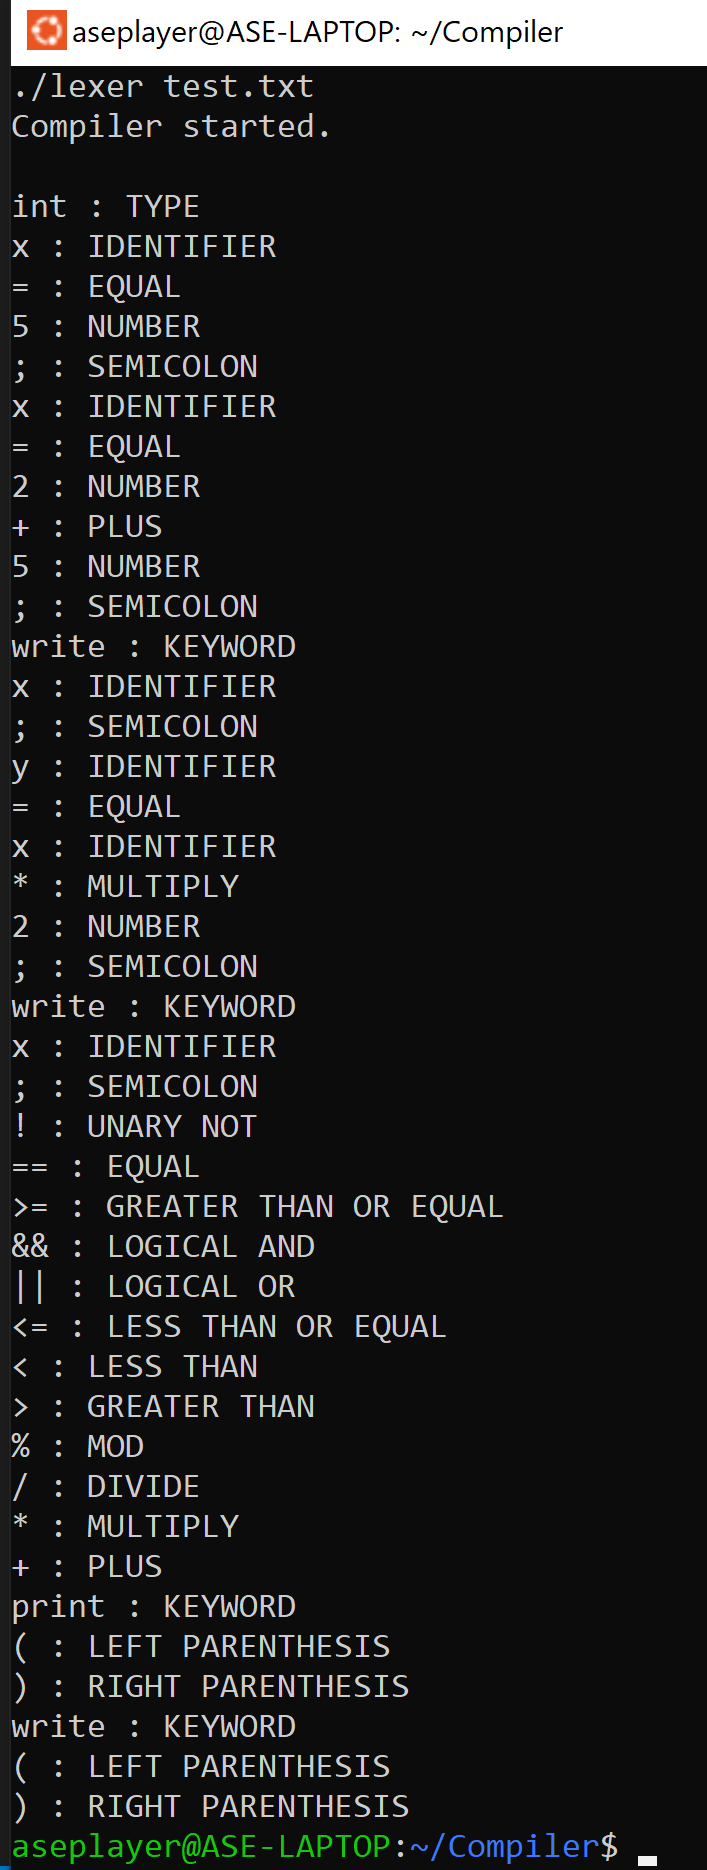 aseplayer@ASE-LAPTOP: ~/Compiler
./lexer test.txt
Compiler started.
int : TYPE
x : IDENTIFIER
= : EQUAL
5 : NUMBER
; : SEMICOLON
x : IDENTIFIER
= : EQUAL
2 : NUMBER
+ : PLUS
5 : NUMBER
; : SEMICOLON
write : KEYWORD
x : IDENTIFIER
; : SEMICOLON
y : IDENTIFIER
= : EQUAL
x : IDENTIFIER
* : MULTIPLY
2 : NUMBER
; : SEMICOLON
write : KEYWORD
x : IDENTIFIER
; : SEMICOLON
! : UNARY NOT
== : EQUAL
>= : GREATER THAN OR EQUAL
&& : LOGICAL AND
|| : LOGICAL OR
<= : LESS THAN OR EQUAL
< : LESS THAN
> : GREATER THAN
% : MOD
/ : DIVIDE
* : MULTIPLY
+ : PLUS
print : KEYWORD
( : LEFT PARENTHESIS
) : RIGHT PARENTHESIS
write : KEYWORD
( : LEFT PARENTHESIS
) : RIGHT PARENTHESIS
aseplayer@ASE-LAPTOP:~/Compiler$